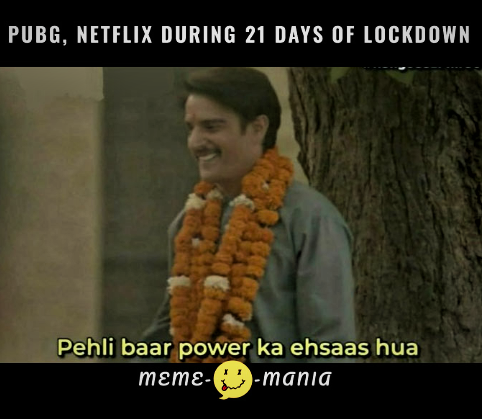 PUBG, NETFLIX DURING 21 DAYS OF LOCKDOWN
Pehli baar power ka ehsaas hua
meme-mania